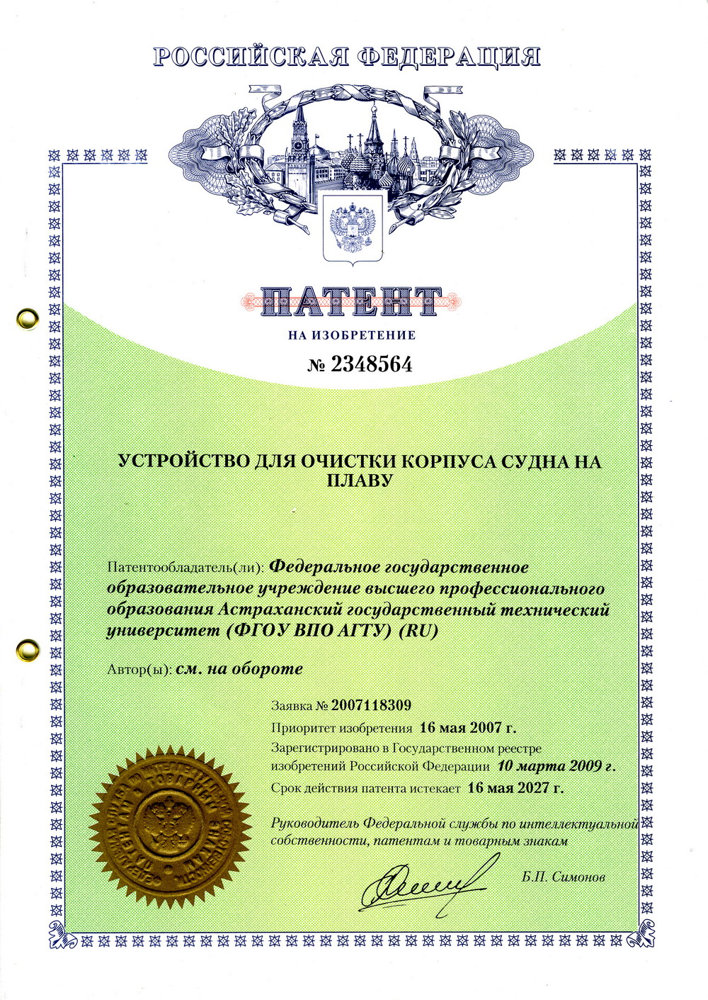 РОССИЙСКАЯ ФЕДЕРАЦИЯ
ПАТЕНТ
НА ИЗОБРЕТЕНИЕ
№ 2348564
УСТРОЙСТВО ДЛЯ ОЧИСТКИ КОРПУСА СУДНА НА
ПЛАВУ
Патентообладатель(ли): Федеральное государственное
образовательное учреждение высшего профессионального
образования Астраханский государственный технический
университет (ФГОУ ВПО АГТУ) (RU)
Автор(ы): см. на обороте
Заявка № 2007118309
Приоритет изобретения 16 мая 2007 г.
Зарегистрировано в Государственном реестре
изобретений Российской Федерации 10 марта 2009 г.
Срок действия патента истекает 16 мая 2027 г.
Руководитель Федеральной службы по интеллектуальной
собственности, патентам и товарным знакам
Б.П. Симонов